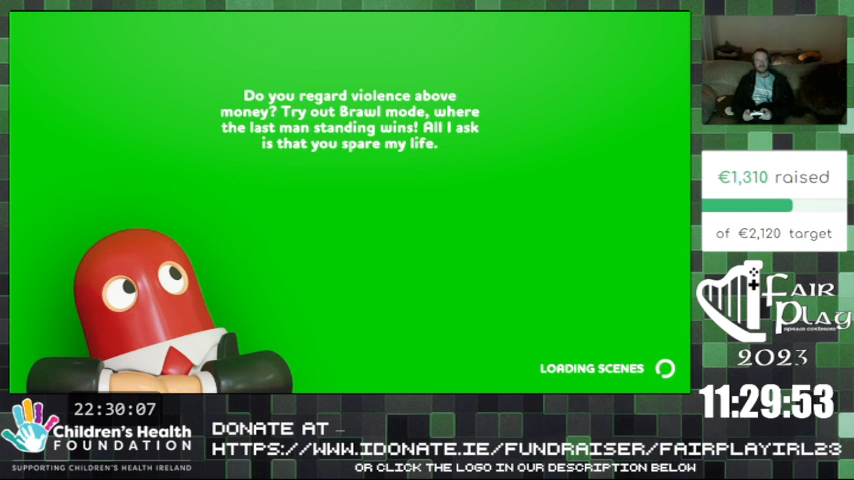 Do you regard violence above
money? Try out Brawl mode, where
the last man standing wins! All I ask
is that you spare my life.
€1,310 raised
of €2,120 target
FAIR
Play
2023
LOADING SCENES
11:29:53
22:30:07
Children's Health
FOUNDATION
SUPPORTING CHILDREN'S HEALTH IRELAND
DONATE AT –
HTTPS://WWW.IDONATE.IE/FUNDRAISER/FAIRPLAYIRL23
OR CLICK THE LOGO IN OUR DESCRIPTION BELOW